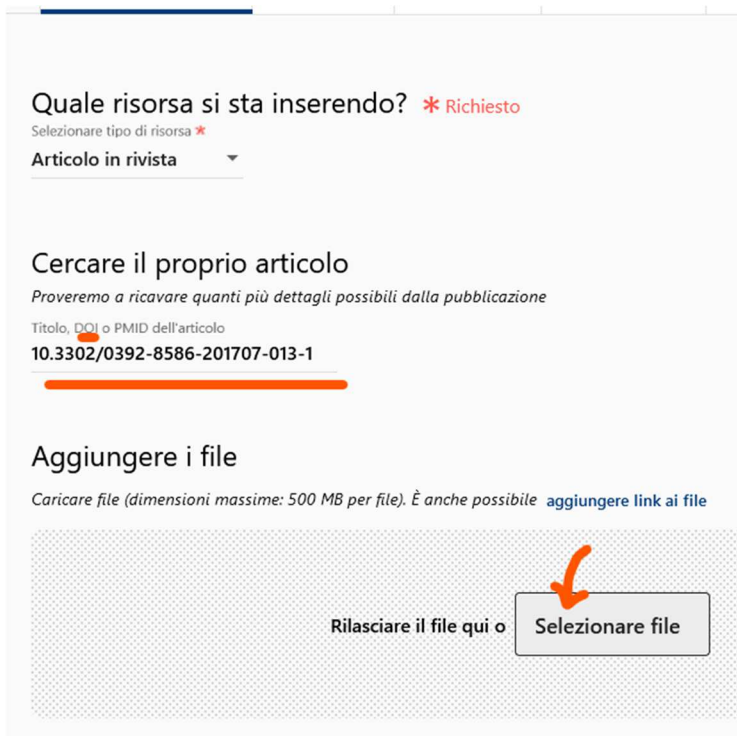 Quale risorsa si sta inserendo? * Richiesto
Selezionare tipo di risorsa *
Articolo in rivista
Cercare il proprio articolo
Proveremo a ricavare quanti più dettagli possibili dalla pubblicazione
Titolo, DOI o PMID dell'articolo
10.3302/0392-8586-201707-013-1
Aggiungere i file
Caricare file (dimensioni massime: 500 MB per file). È anche possibile aggiungere link ai file
Rilasciare il file qui o Selezionare file